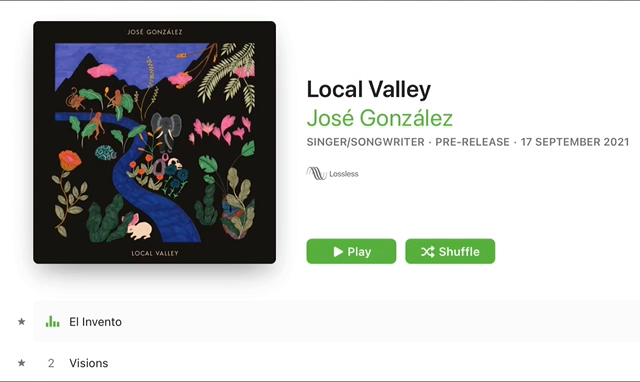 JOSÉ GONZÁLEZ
LOCAL VALLEY
Local Valley
José González
SINGER/SONGWRITER · PRE-RELEASE · 17 SEPTEMBER 2021
Lossless
Play
Shuffle
El Invento
2 Visions